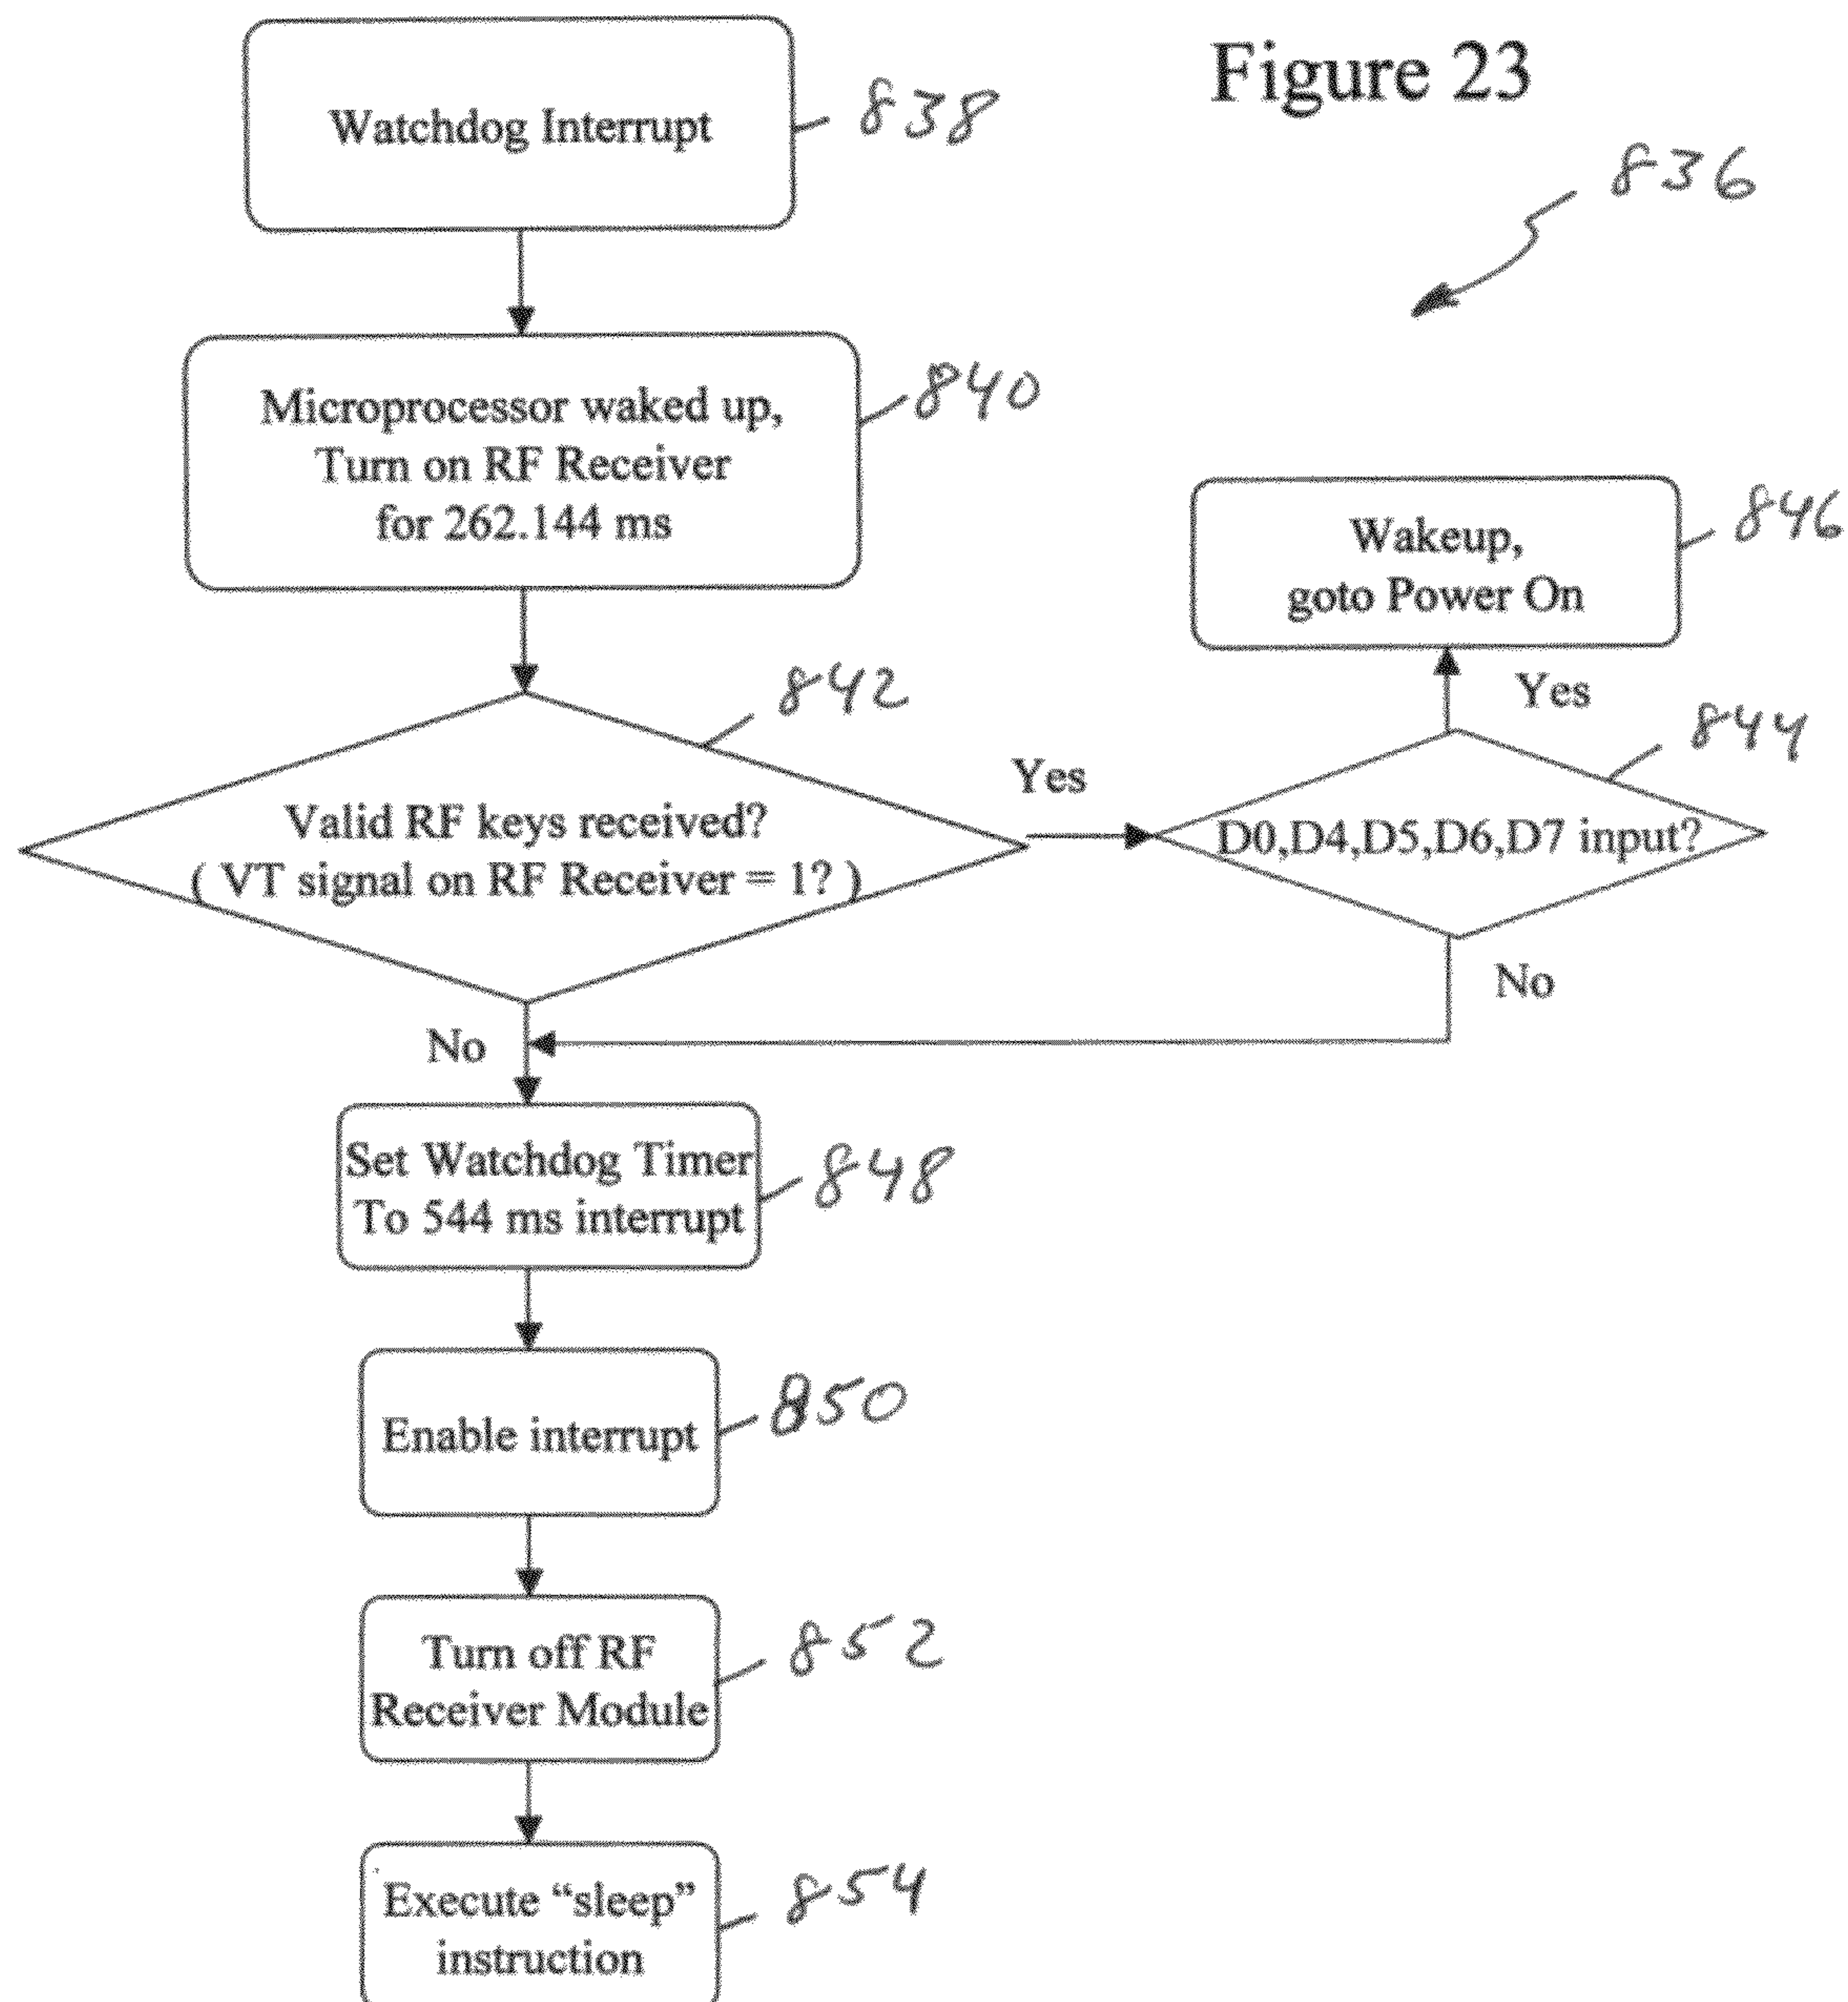 Figure 23
836
Watchdog Interrupt
838
Microprocessor waked up,
Turn on RF Receiver
for 262.144 ms
840
Valid RF keys received?
( VT signal on RF Receiver = 1? )
842
Yes
D0,D4,D5,D6,D7 input?
844
Yes
Wakeup,
goto Power On
846
No
No
Set Watchdog Timer
To 544 ms interrupt
848
Enable interrupt
850
Turn off RF
Receiver Module
852
Execute “sleep”
instruction
854